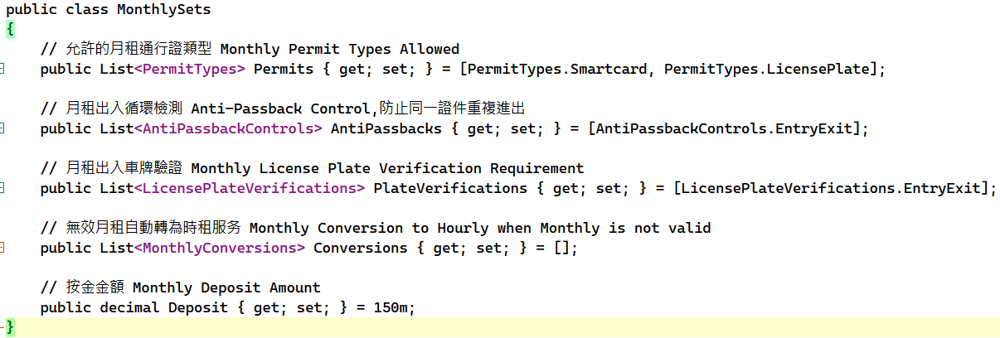 public class MonthlySets
{
// 允許的月租通行證類型 Monthly Permit Types Allowed
public List<PermitTypes> Permits { get; set; } = [PermitTypes.Smartcard, PermitTypes.LicensePlate];
// 月租出入循環檢測 Anti-Passback Control,防止同一證件重複進出
public List<AntiPassbackControls> AntiPassbacks { get; set; } = [AntiPassbackControls.EntryExit];
// 月租出入車牌驗證 Monthly License Plate Verification Requirement
public List<LicensePlateVerifications> PlateVerifications { get; set; } = [LicensePlateVerifications.EntryExit];
// 無效月租自動轉為時租服务 Monthly Conversion to Hourly when Monthly is not valid
public List<MonthlyConversions> Conversions { get; set; } = [];
// 按金金額 Monthly Deposit Amount
public decimal Deposit { get; set; } = 150m;
}